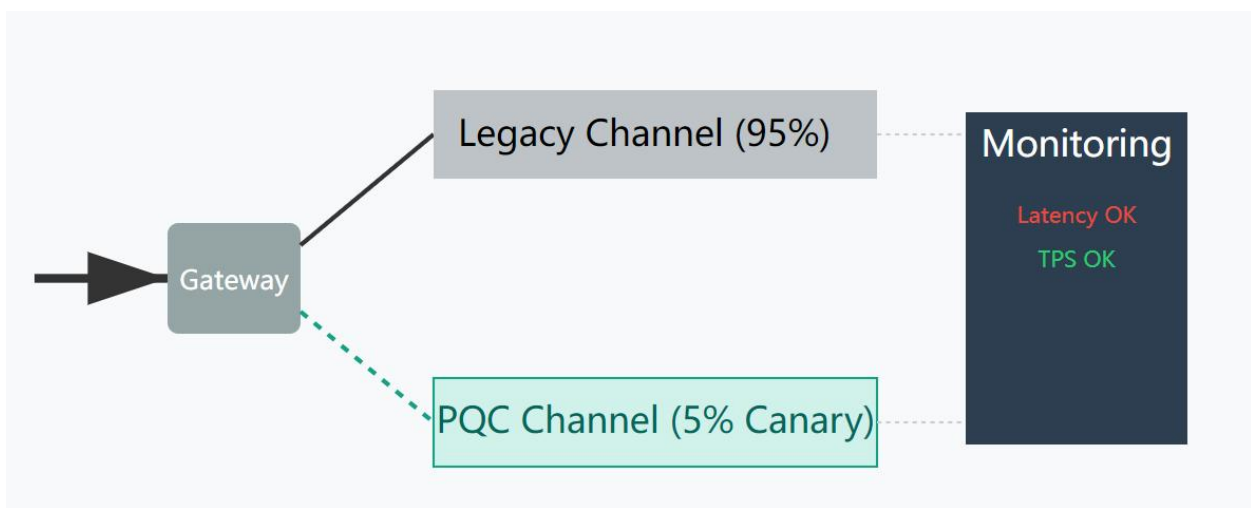 Legacy Channel (95%)
Monitoring
Latency OK
TPS OK
Gateway
PQC Channel (5% Canary)